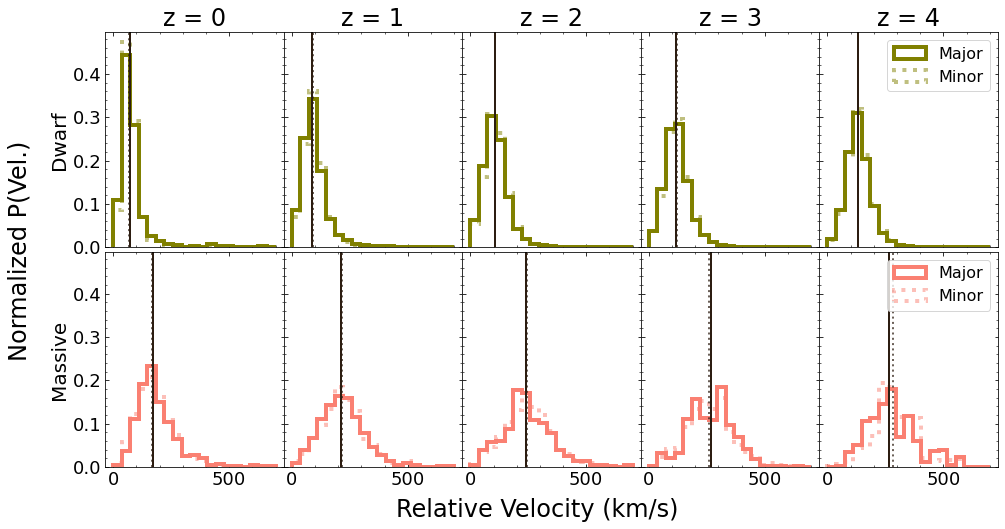 z = 0 z = 1 z = 2 z = 3 z = 4
Normalized P(Vel.)
Dwarf
0.4
0.3
0.2
0.1
0.0
Major
Minor
Massive
0.4
0.3
0.2
0.1
0.0
Major
Minor
0 500 0 500 0 500 0 500 0 500
Relative Velocity (km/s)